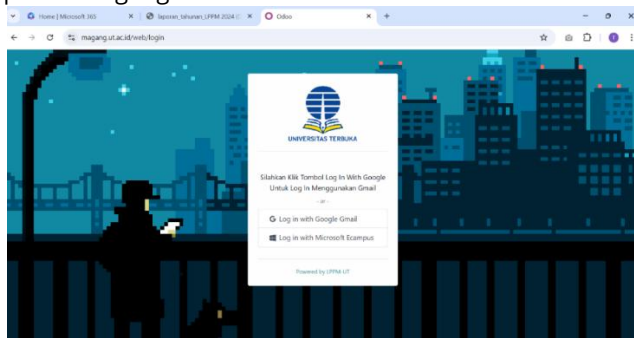 Home | Microsoft 365
laporan_tahunan_LPPM 2024 (
Odoo
magang.ut.ac.id/web/login
UNIVERSITAS TERBUKA
Silahkan Klik Tombol Log In With Google
Untuk Log In Menggunakan Gmail
- or -
Log in with Google Gmail
Log in with Microsoft Ecampus
Powered by LPPM-UT